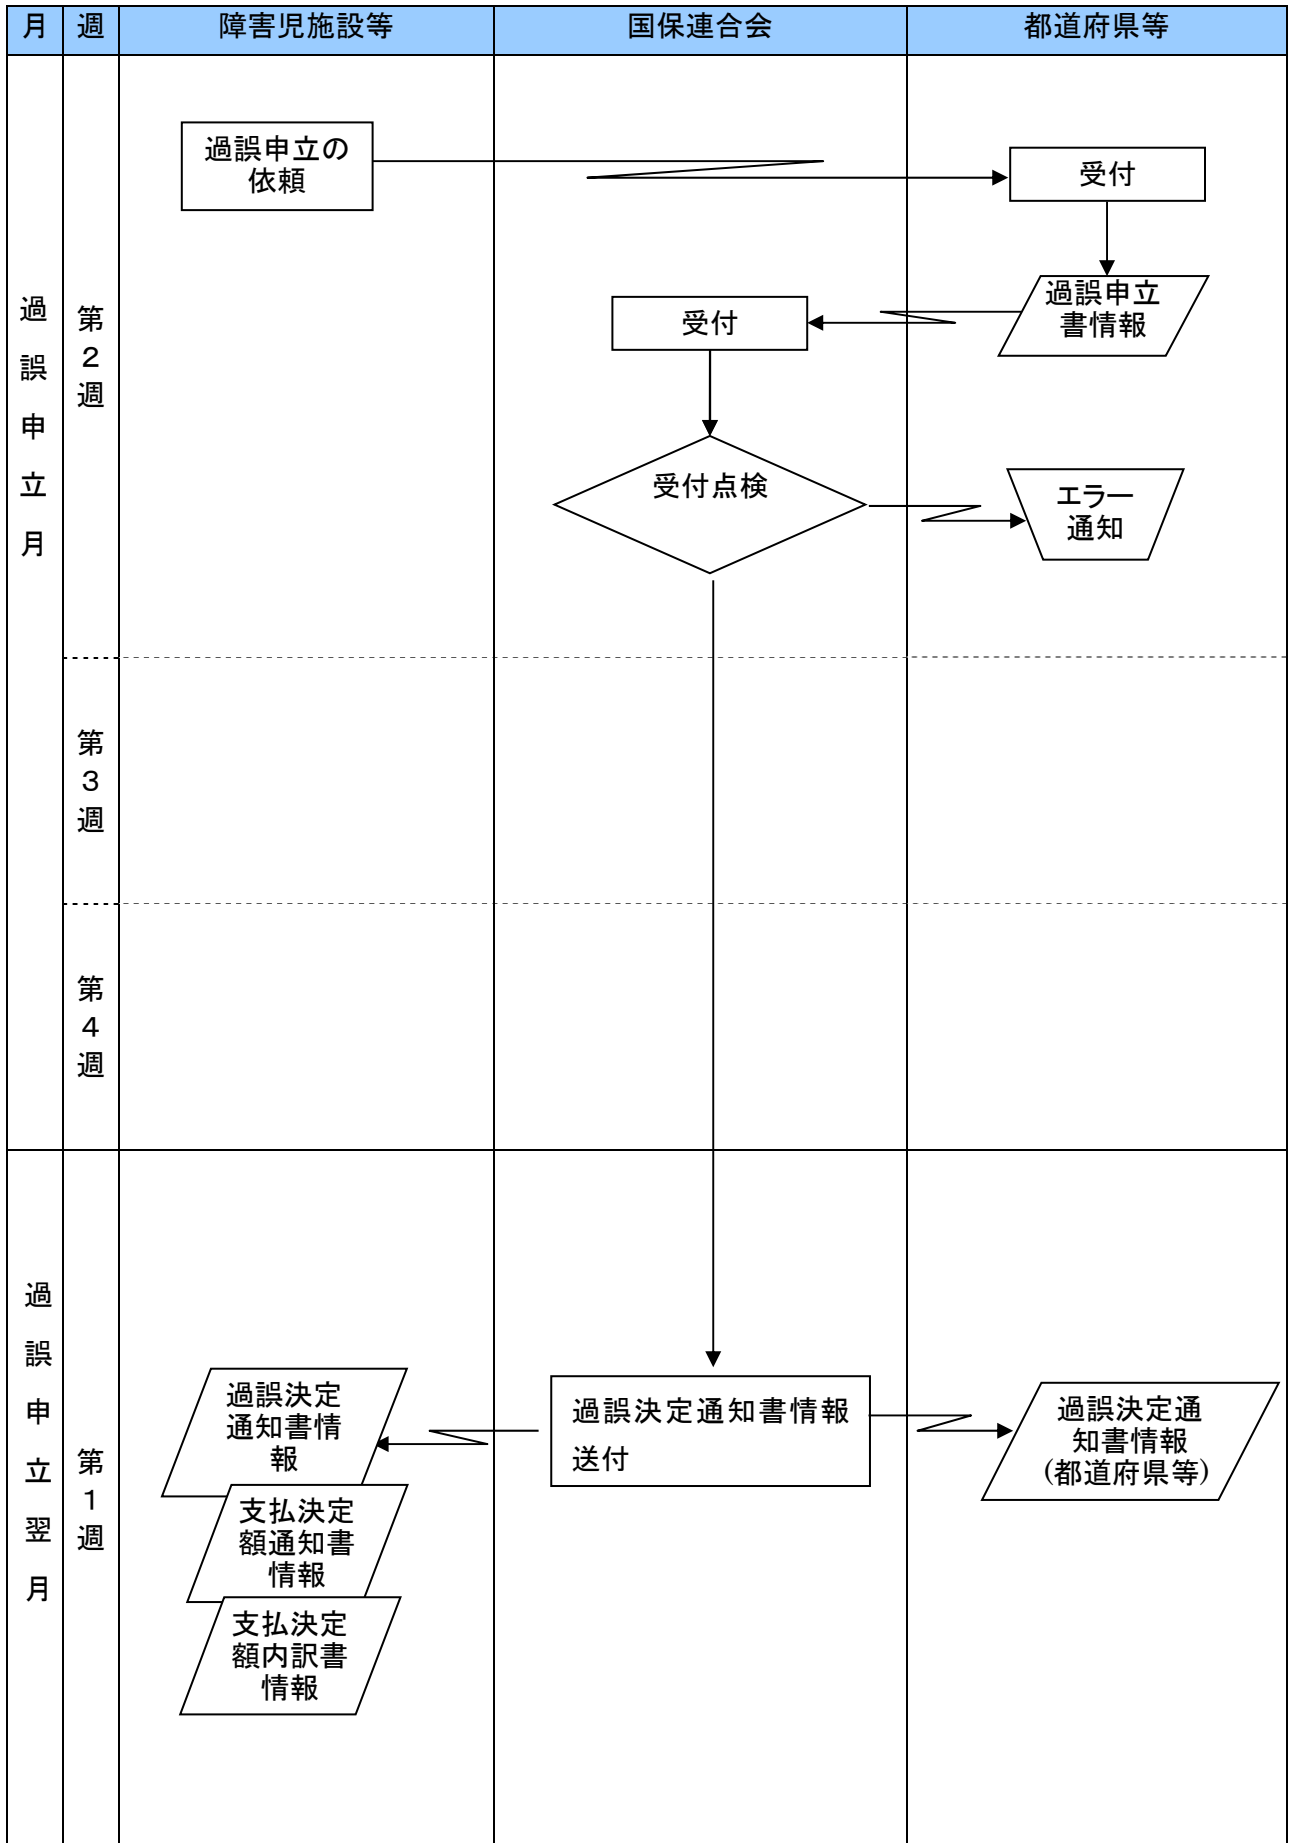 月 週 障害児施設等 国保連合会 都道府県等
過誤申立月
第２週
過誤申立の
依頼
受付
過誤申立
書情報
受付
受付点検
エラー
通知
第３週
第４週
過誤申立翌月
第１週
過誤決定
通知書情
報
支払決定
額通知書
情報
支払決定
額内訳書
情報
過誤決定通知書情報
送付
過誤決定通
知書情報
(都道府県等)